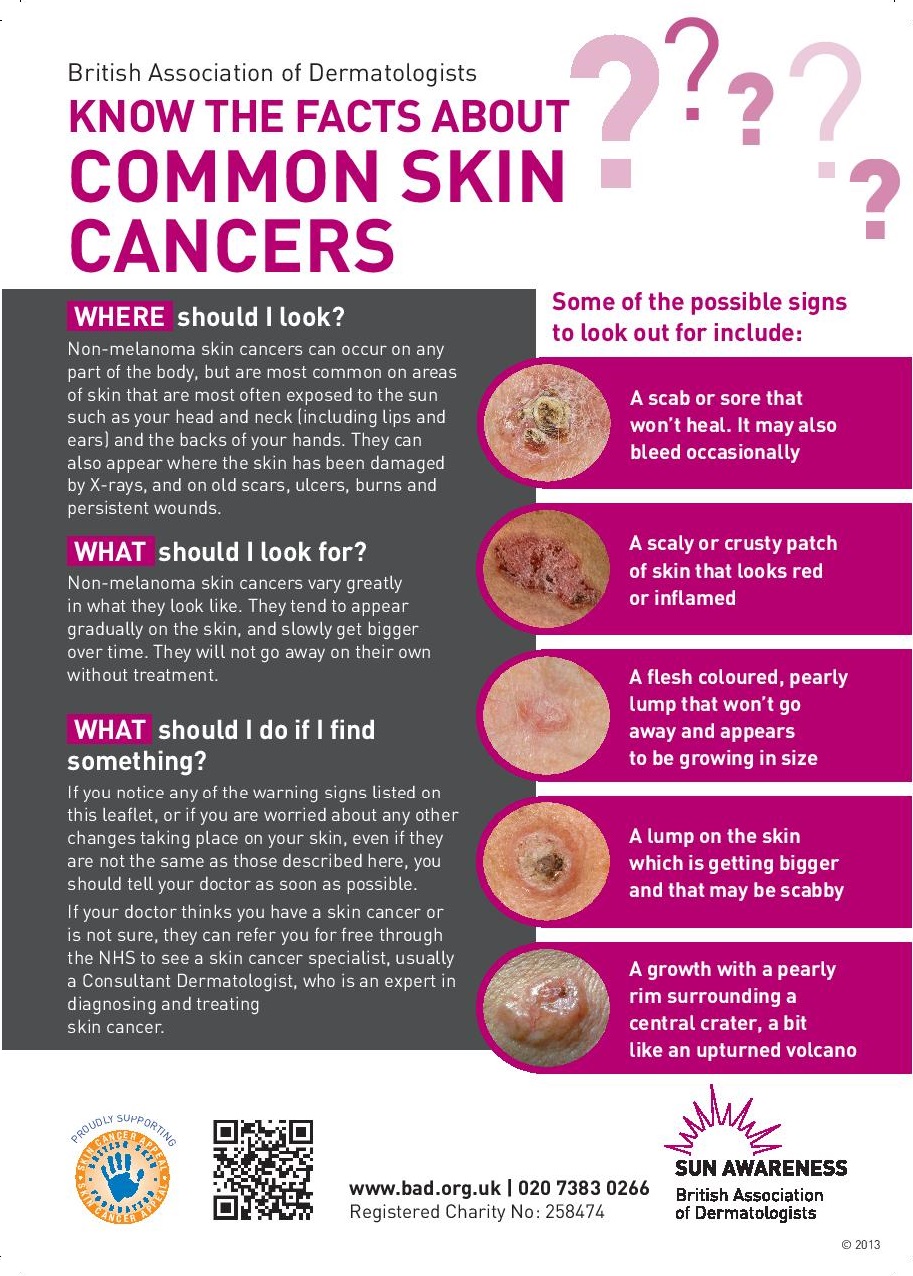 British Association of Dermatologists
KNOW THE FACTS ABOUT
COMMON SKIN
CANCERS
? ? ? ? ?
WHERE should I look?
Non-melanoma skin cancers can occur on any
part of the body, but are most common on areas
of skin that are most often exposed to the sun
such as your head and neck (including lips and
ears) and the backs of your hands. They can
also appear where the skin has been damaged
by X-rays, and on old scars, ulcers, burns and
persistent wounds.
WHAT should I look for?
Non-melanoma skin cancers vary greatly
in what they look like. They tend to appear
gradually on the skin, and slowly get bigger
over time. They will not go away on their own
without treatment.
WHAT should I do if I find
something?
If you notice any of the warning signs listed on
this leaflet, or if you are worried about any other
changes taking place on your skin, even if they
are not the same as those described here, you
should tell your doctor as soon as possible.
If your doctor thinks you have a skin cancer or
is not sure, they can refer you for free through
the NHS to see a skin cancer specialist, usually
a Consultant Dermatologist, who is an expert in
diagnosing and treating
skin cancer.
Some of the possible signs
to look out for include:
A scab or sore that
won't heal. It may also
bleed occasionally
A scaly or crusty patch
of skin that looks red
or inflamed
A flesh coloured, pearly
lump that won't go
away and appears
to be growing in size
A lump on the skin
which is getting bigger
and that may be scabby
A growth with a pearly
rim surrounding a
central crater, a bit
like an upturned volcano
PROUDLY SUPPORTING
SKIN CANCER APPEAL
BRITISH SKIN
FOUNDATION
SKIN CANCER APPEAL
www.bad.org.uk | 020 7383 0266
Registered Charity No: 258474
SUN AWARENESS
British Association
of Dermatologists
© 2013